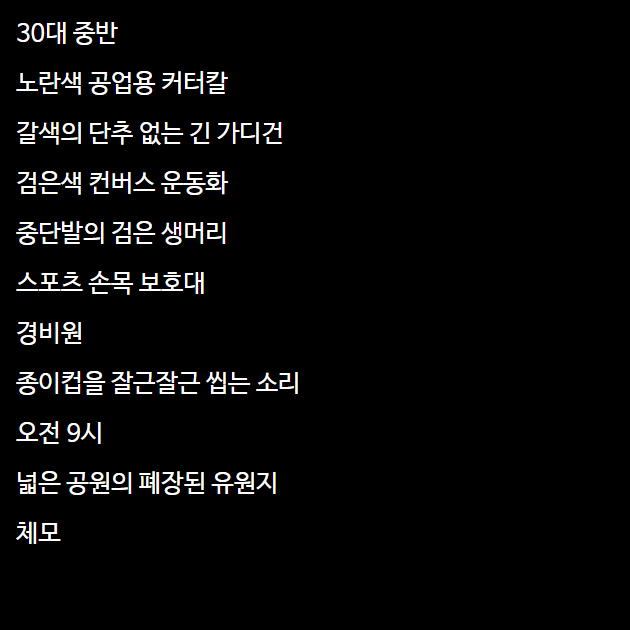 30대 중반
노란색 공업용 커터칼
갈색의 단추 없는 긴 가디건
검은색 컨버스 운동화
중단발의 검은 생머리
스포츠 손목 보호대
경비원
종이컵을 잘근잘근 씹는 소리
오전 9시
넓은 공원의 폐장된 유원지
체모